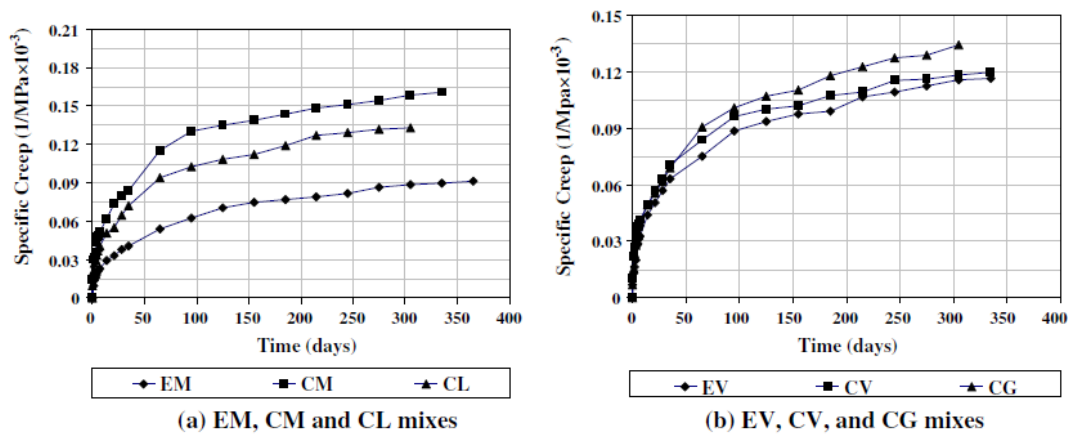 0.21
0.18
0.15
0.12
0.09
0.06
0.03
0
Specific Creep (1/MPa×10⁻³)
0 50 100 150 200 250 300 350 400
Time (days)
EM CM CL
(a) EM, CM and CL mixes
0.15
0.12
0.09
0.06
0.03
0
Specific Creep (1/Mpa×10⁻³)
0 50 100 150 200 250 300 350 400
Time (days)
EV CV CG
(b) EV, CV, and CG mixes